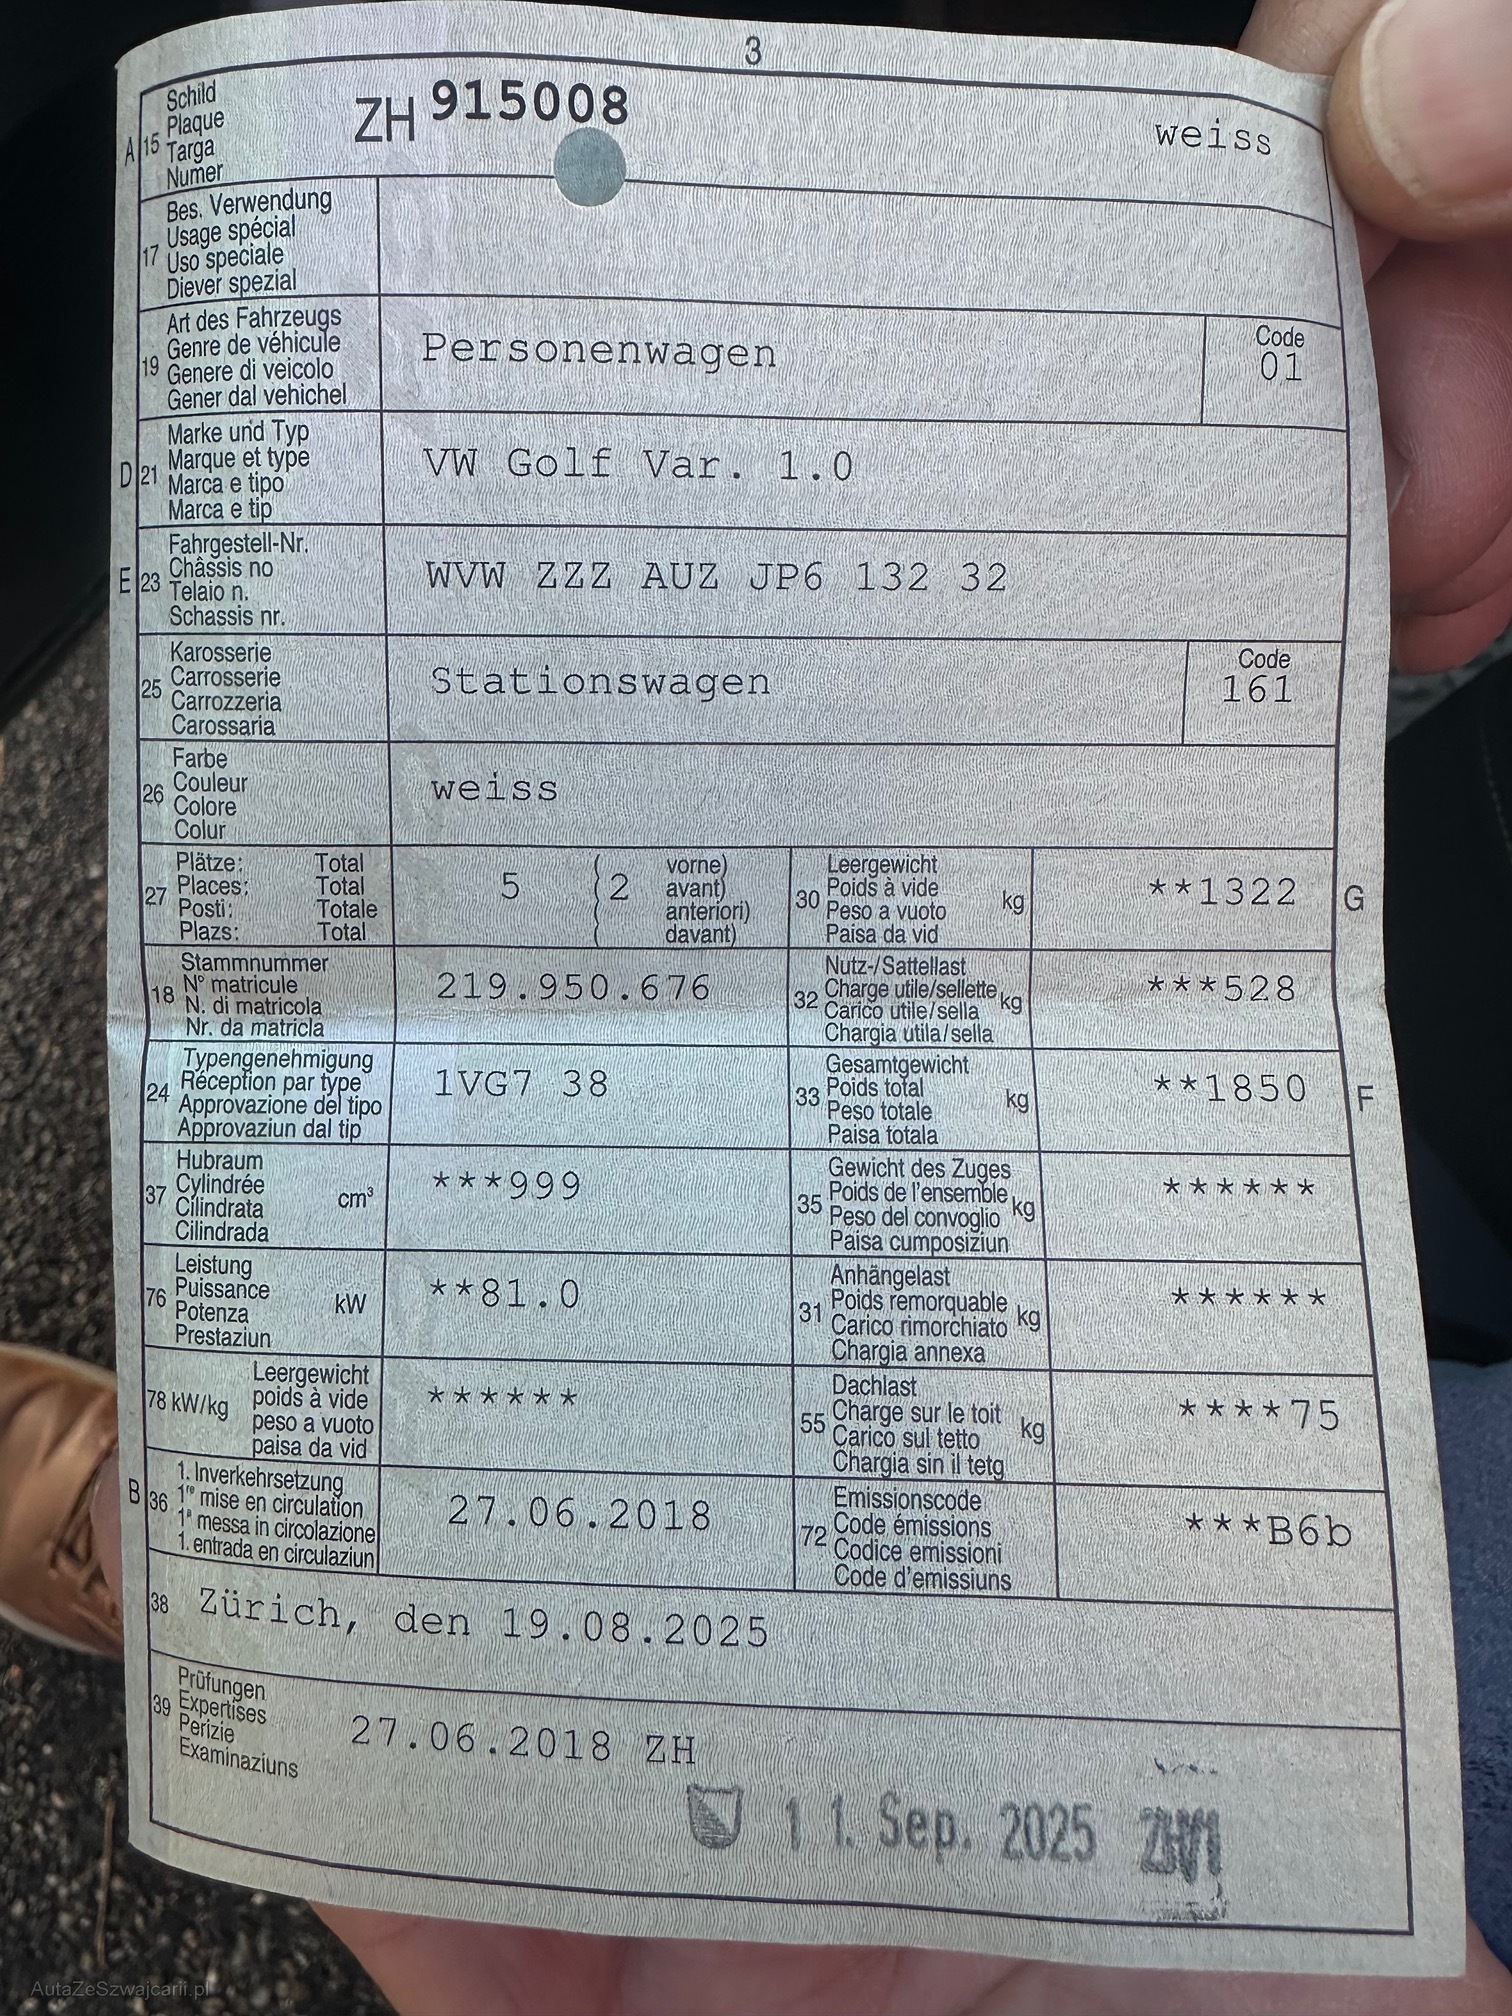 3
A 15 Schild
Plaque
Targa
Numer
ZH 915008
weiss
17 Bes. Verwendung
Usage spécial
Uso speciale
Diever spezial
19 Art des Fahrzeugs
Genre de véhicule
Genere di veicolo
Gener dal vehichel
Personenwagen
Code
01
D 21 Marke und Typ
Marque et type
Marca e tipo
Marca e tip
VW Golf Var. 1.0
E 23 Fahrgestell-Nr.
Châssis no
Telaio n.
Schassis nr.
WVW ZZZ AUZ JP6 132 32
25 Karosserie
Carrosserie
Carrozzeria
Carossaria
Stationswagen
Code
161
26 Farbe
Couleur
Colore
Colur
weiss
27 Plätze: Total
Places: Total
Posti: Totale
Plazs: Total
5 (2 vorne)
( avant)
( anteriori)
( davant)
30 Leergewicht
Poids à vide
Peso a vuoto
Paisa da vid
kg
**1322
G
18 Stammnummer
N° matricule
N. di matricola
Nr. da matricla
219.950.676
32 Nutz-/Sattellast
Charge utile/sellette
Carico utile/sella
Chargia utila/sella
kg
***528
24 Typengenehmigung
Réception par type
Approvazione del tipo
Approvaziun dal tip
1VG7 38
33 Gesamtgewicht
Poids total
Peso totale
Paisa totala
kg
**1850
F
37 Hubraum
Cylindrée
Cilindrata
Cilindrada
cm³
***999
35 Gewicht des Zuges
Poids de l'ensemble
Peso del convoglio
Paisa cumposiziun
kg
******
76 Leistung
Puissance
Potenza
Prestaziun
kW
**81.0
31 Anhängelast
Poids remorquable
Carico rimorchiato
Chargia annexa
kg
******
78 kW/kg Leergewicht
poids à vide
peso a vuoto
paisa da vid
******
55 Dachlast
Charge sur le toit
Carico sul tetto
Chargia sin il tetg
kg
****75
B 36 1. Inverkehrsetzung
1re mise en circulation
1a messa in circolazione
1. entrada en circulaziun
27.06.2018
72 Emissionscode
Code émissions
Codice emissioni
Code d'emissiuns
***B6b
38 Zürich, den 19.08.2025
39 Prüfungen
Expertises
Perizie
Examinaziuns
27.06.2018 ZH
11. Sep. 2025
AutaZeSzwajcarii.pl